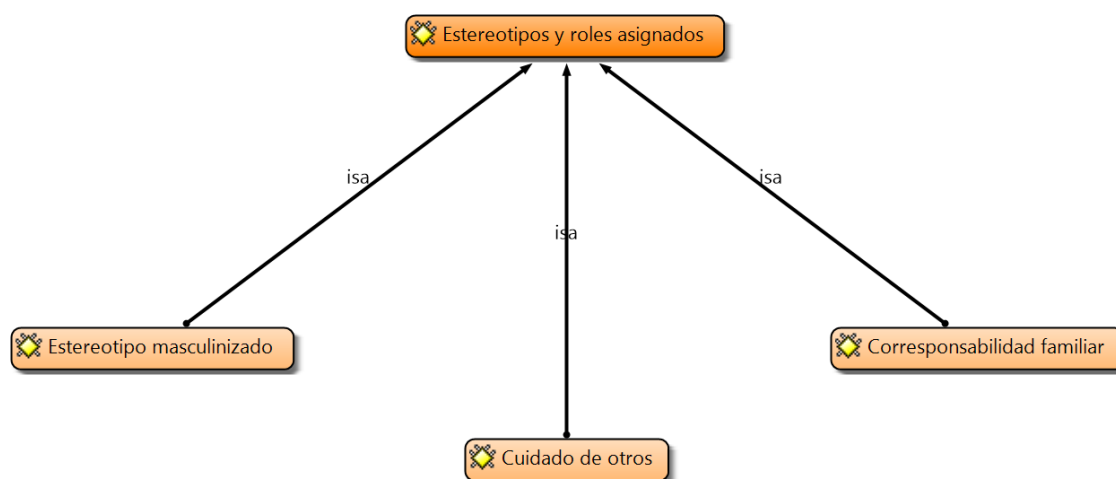 Estereotipos y roles asignados
isa
isa
isa
Estereotipo masculinizado
Corresponsabilidad familiar
Cuidado de otros